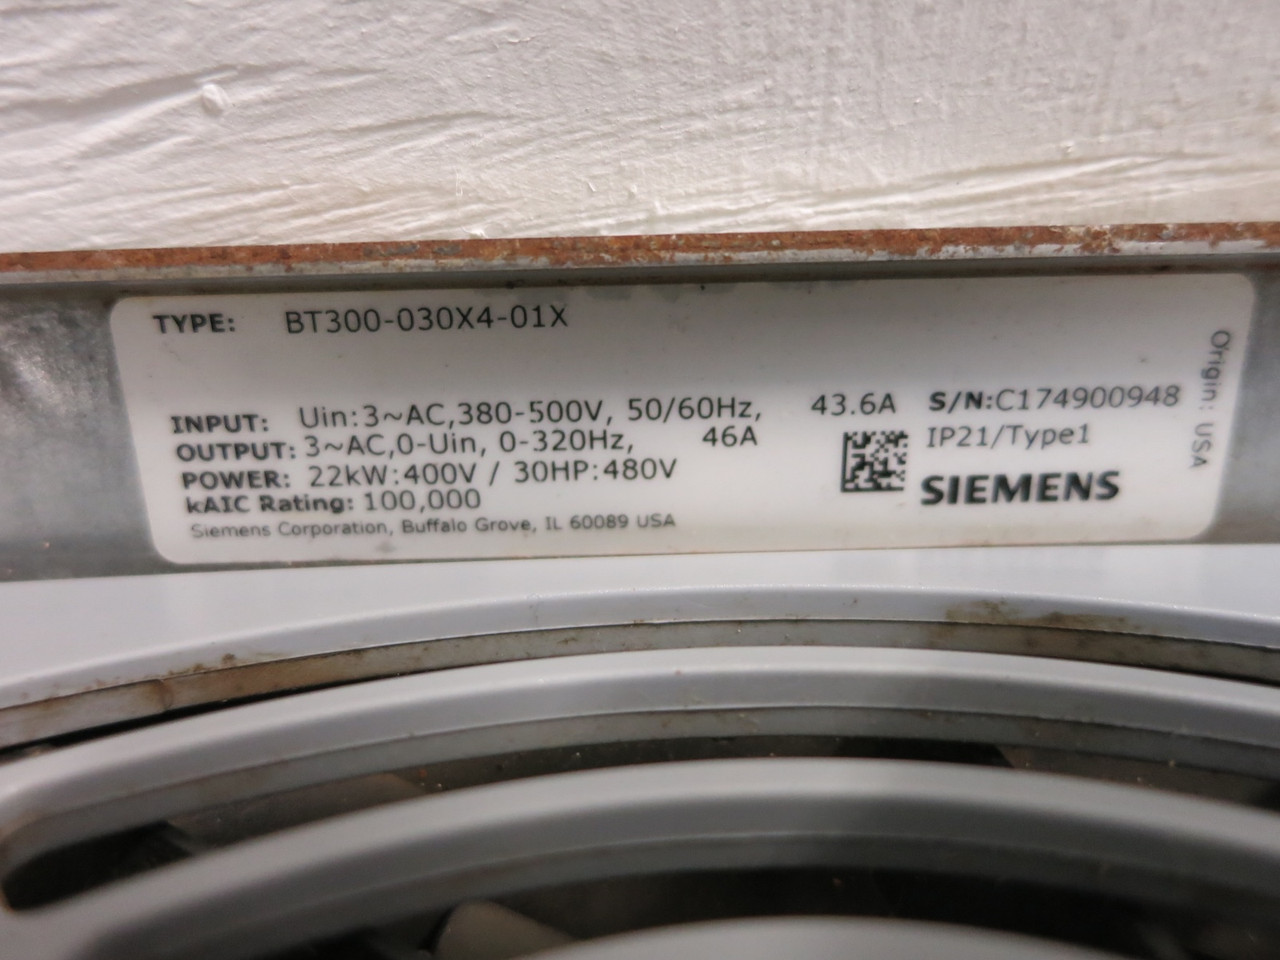 TYPE: BT300-030X4-01X
INPUT: Uin:3~AC,380-500V, 50/60Hz, 43.6A
OUTPUT: 3~AC,0-Uin, 0-320Hz, 46A
POWER: 22kW:400V / 30HP:480V
kAIC Rating: 100,000
Siemens Corporation, Buffalo Grove, IL 60089 USA
S/N:C174900948
IP21/Type1
SIEMENS
Origin: USA